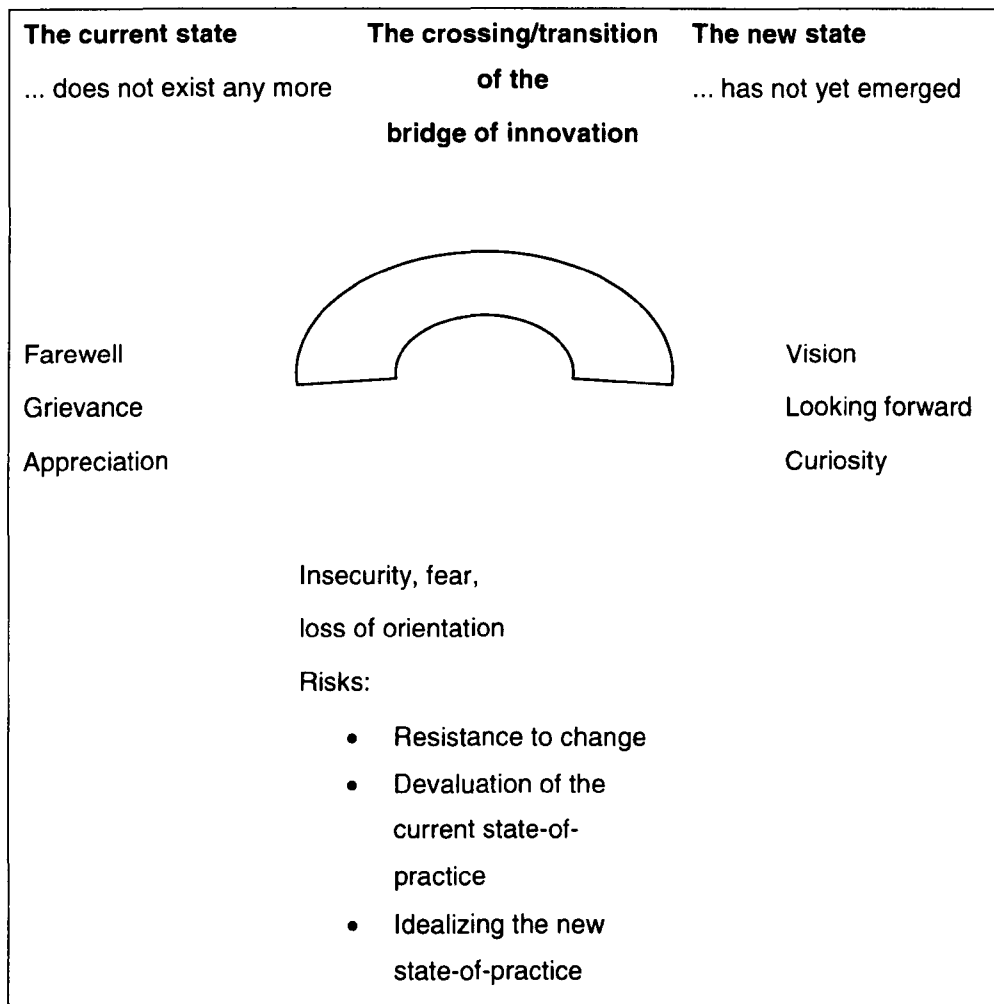 The current state
... does not exist any more
The crossing/transition
of the
bridge of innovation
The new state
... has not yet emerged
Farewell
Grievance
Appreciation
Vision
Looking forward
Curiosity
Insecurity, fear,
loss of orientation
Risks:
• Resistance to change
• Devaluation of the
current state-of-
practice
• Idealizing the new
state-of-practice